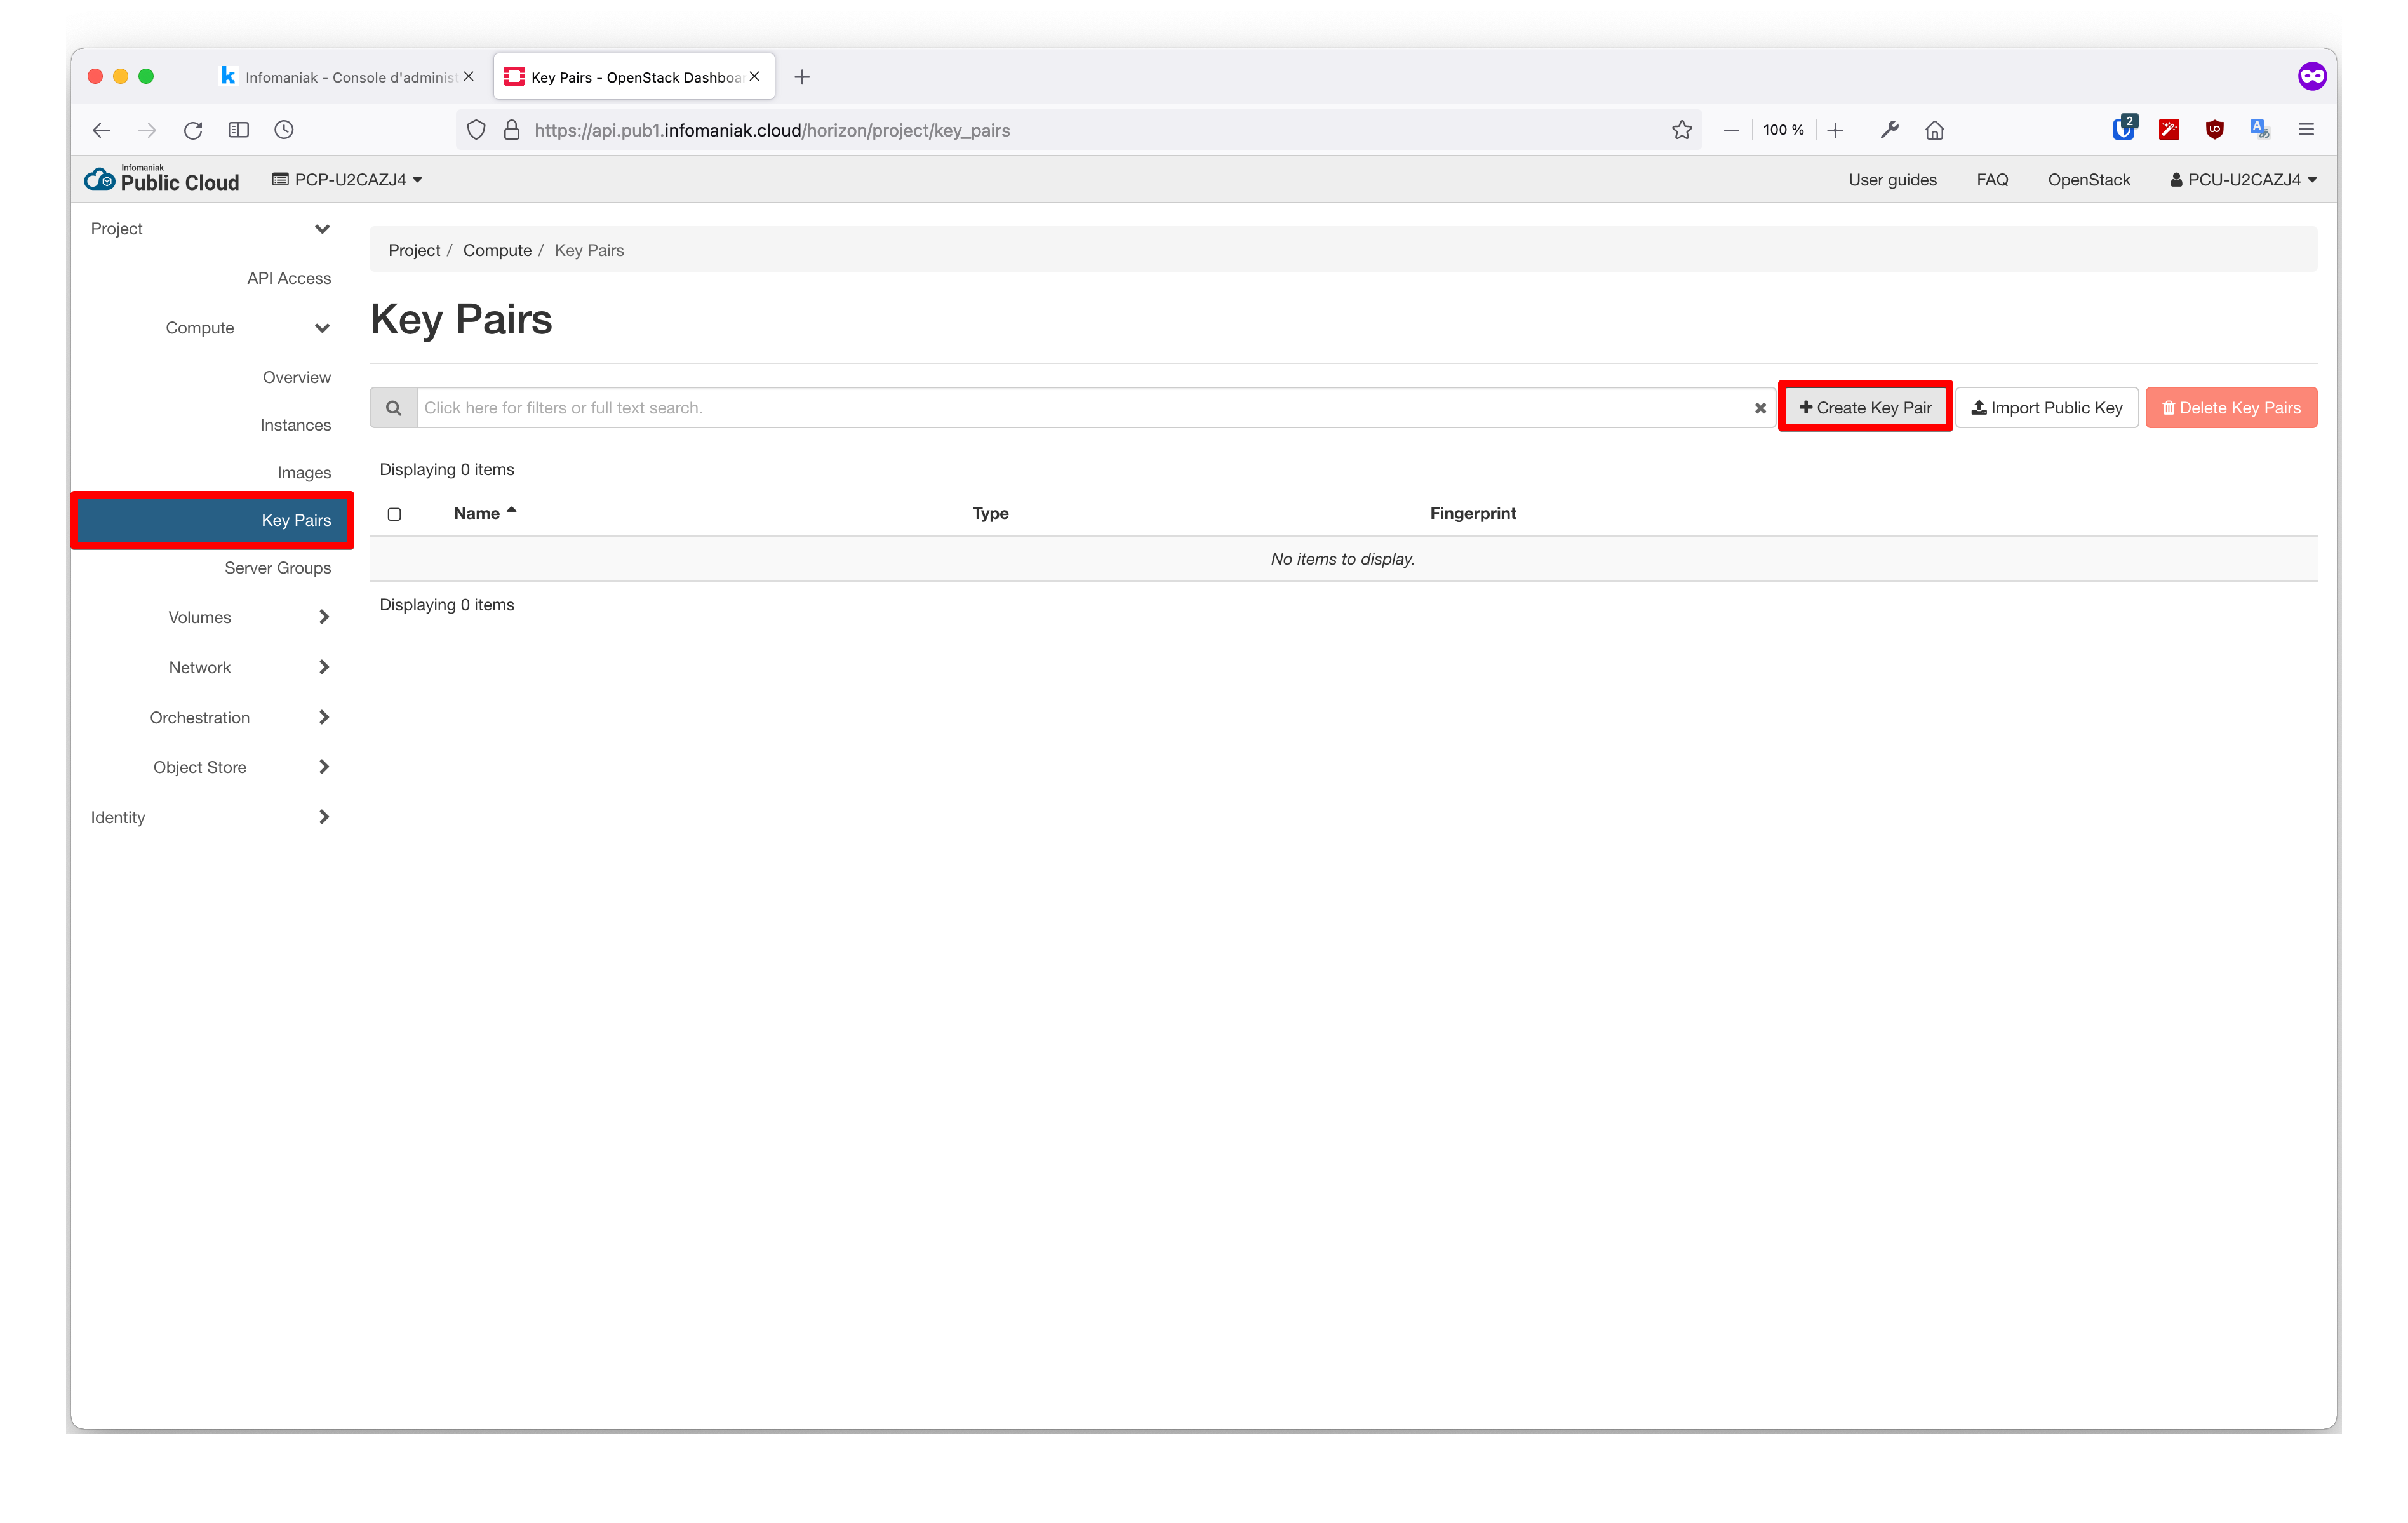 Infomaniak - Console d'administ
Key Pairs - OpenStack Dashboar
https://api.pub1.infomaniak.cloud/horizon/project/key_pairs
100 %
2
Infomaniak
Public Cloud
PCP-U2CAZJ4
User guides
FAQ
OpenStack
PCU-U2CAZJ4
Project
API Access
Compute
Overview
Instances
Images
Key Pairs
Server Groups
Volumes
Network
Orchestration
Object Store
Identity
Project / Compute / Key Pairs
Key Pairs
Click here for filters or full text search.
Create Key Pair
Import Public Key
Delete Key Pairs
Displaying 0 items
Name Type Fingerprint
No items to display.
Displaying 0 items